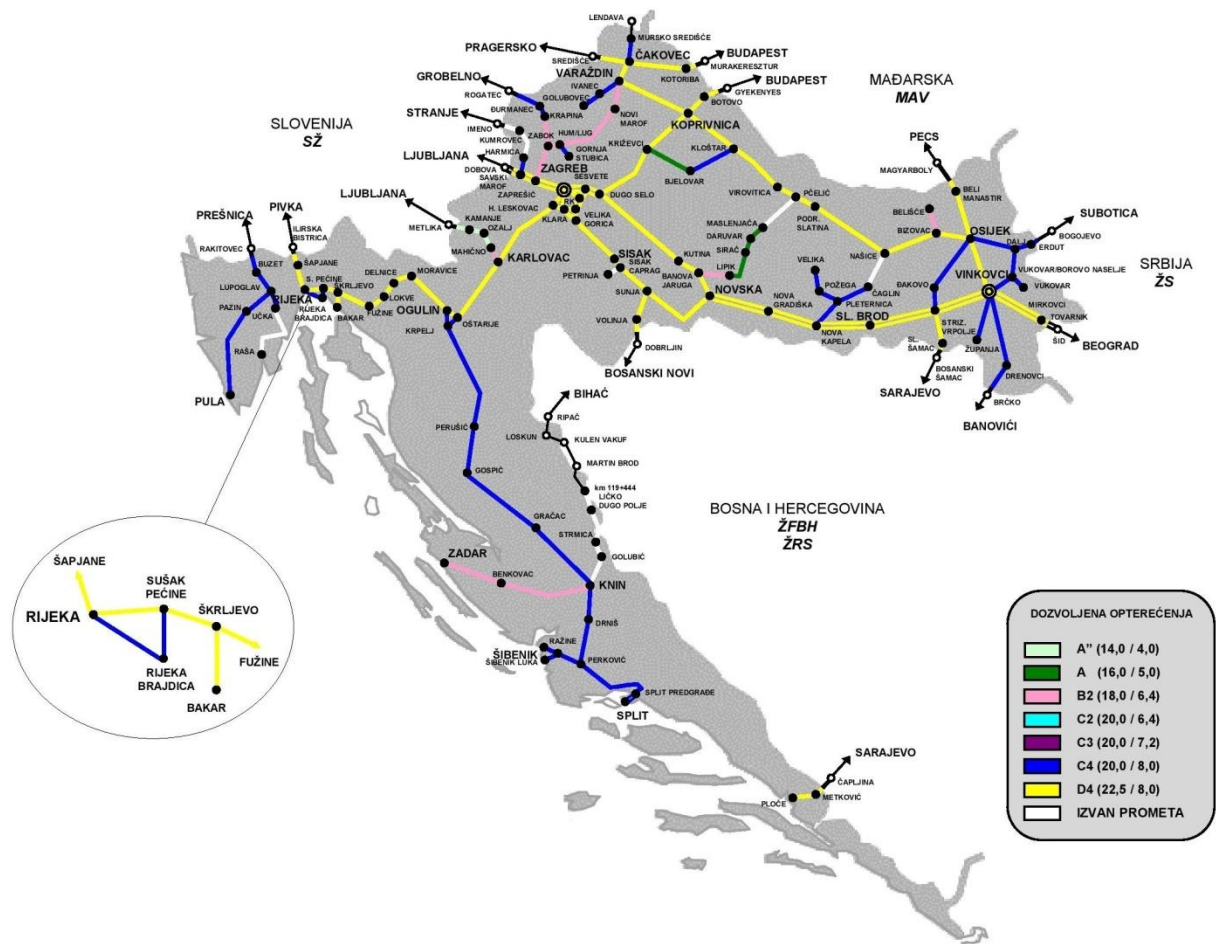 LENDAVA
MURSKO SREDIŠĆE
PRAGERSKO
SREDIŠĆE
ČAKOVEC
BUDAPEST
MURAKERESZTUR
KOTORIBA
GROBELNO
ROGATEC
VARAŽDIN
IVANEC
GOLUBOVEC
BUDAPEST
GYEKENYES
BOTOVO
MAĐARSKA
MAV
ĐURMANEC
KRAPINA
NOVI
MAROF
KOPRIVNICA
SLOVENIJA
SŽ
STRANJE
IMENO
KUMROVEC
HARMICA
ZABOK
HUM/LUG
GORNJA
STUBICA
KRIŽEVCI
KLOŠTAR
PECS
MAGYARBOLY
LJUBLJANA
DOBOVA
SAVSKI
MAROF
ZAGREB
SESVETE
ZAPREŠIĆ
RK
DUGO SELO
BJELOVAR
VIROVITICA
PČELIĆ
BELI
MANASTIR
LJUBLJANA
H. LESKOVAC
KLARA
VELIKA
GORICA
PODR.
SLATINA
BELIŠĆE
BIZOVAC
OSIJEK
SUBOTICA
BOGOJEVO
DALJ
ERDUT
PREŠNICA
PIVKA
METLIKA
KAMANJE
OZALJ
MAHIČNO
MASLENJAČA
DARUVAR
SIRAČ
RAKITOVEC
ILIRSKA
BISTRICA
KARLOVAC
SISAK
SISAK
CAPRAG
PETRINJA
KUTINA
BANOVA
JARUGA
LIPIK
VELIKA
NAŠICE
VINKOVCI
VUKOVAR/BOROVO NASELJE
VUKOVAR
SRBIJA
ŽS
BUZET
ŠAPJANE
DELNICE
MORAVICE
SUNJA
NOVSKA
POŽEGA
ČAGLIN
PLETERNICA
ĐAKOVO
MIRKOVCI
TOVARNIK
LUPOGLAV
S. PEĆINE
ŠKRLJEVO
LOKVE
OGULIN
NOVA
GRADIŠKA
SL. BROD
STRIZ.
VRPOLJE
ŠID
PAZIN
UČKA
RIJEKA
RIJEKA
BRAJDICA
BAKAR
FUŽINE
OŠTARIJE
KRPELJ
VOLINJA
DOBRLJIN
NOVA
KAPELA
SL.
ŠAMAC
ŽUPANJA
BEOGRAD
RAŠA
BOSANSKI NOVI
BOSANSKI
ŠAMAC
DRENOVCI
SARAJEVO
BRČKO
PULA
BANOVIĆI
BIHAĆ
RIPAČ
PERUŠIĆ
LOSKUN
KULEN VAKUF
GOSPIĆ
MARTIN BROD
km 119+444
LIČKO
DUGO POLJE
BOSNA I HERCEGOVINA
ŽFBH
ŽRS
GRAČAC
STRMICA
GOLUBIĆ
ZADAR
BENKOVAC
KNIN
DRNIŠ
RAŽINE
ŠIBENIK
ŠIBENIK LUKA
PERKOVIĆ
SPLIT PREDGRAĐE
SPLIT
SARAJEVO
ČAPLJINA
PLOČE
METKOVIĆ
ŠAPJANE
SUŠAK
PEĆINE
ŠKRLJEVO
RIJEKA
FUŽINE
RIJEKA
BRAJDICA
BAKAR
DOZVOLJENA OPTEREĆENJA
A" (14,0 / 4,0)
A (16,0 / 5,0)
B2 (18,0 / 6,4)
C2 (20,0 / 6,4)
C3 (20,0 / 7,2)
C4 (20,0 / 8,0)
D4 (22,5 / 8,0)
IZVAN PROMETA